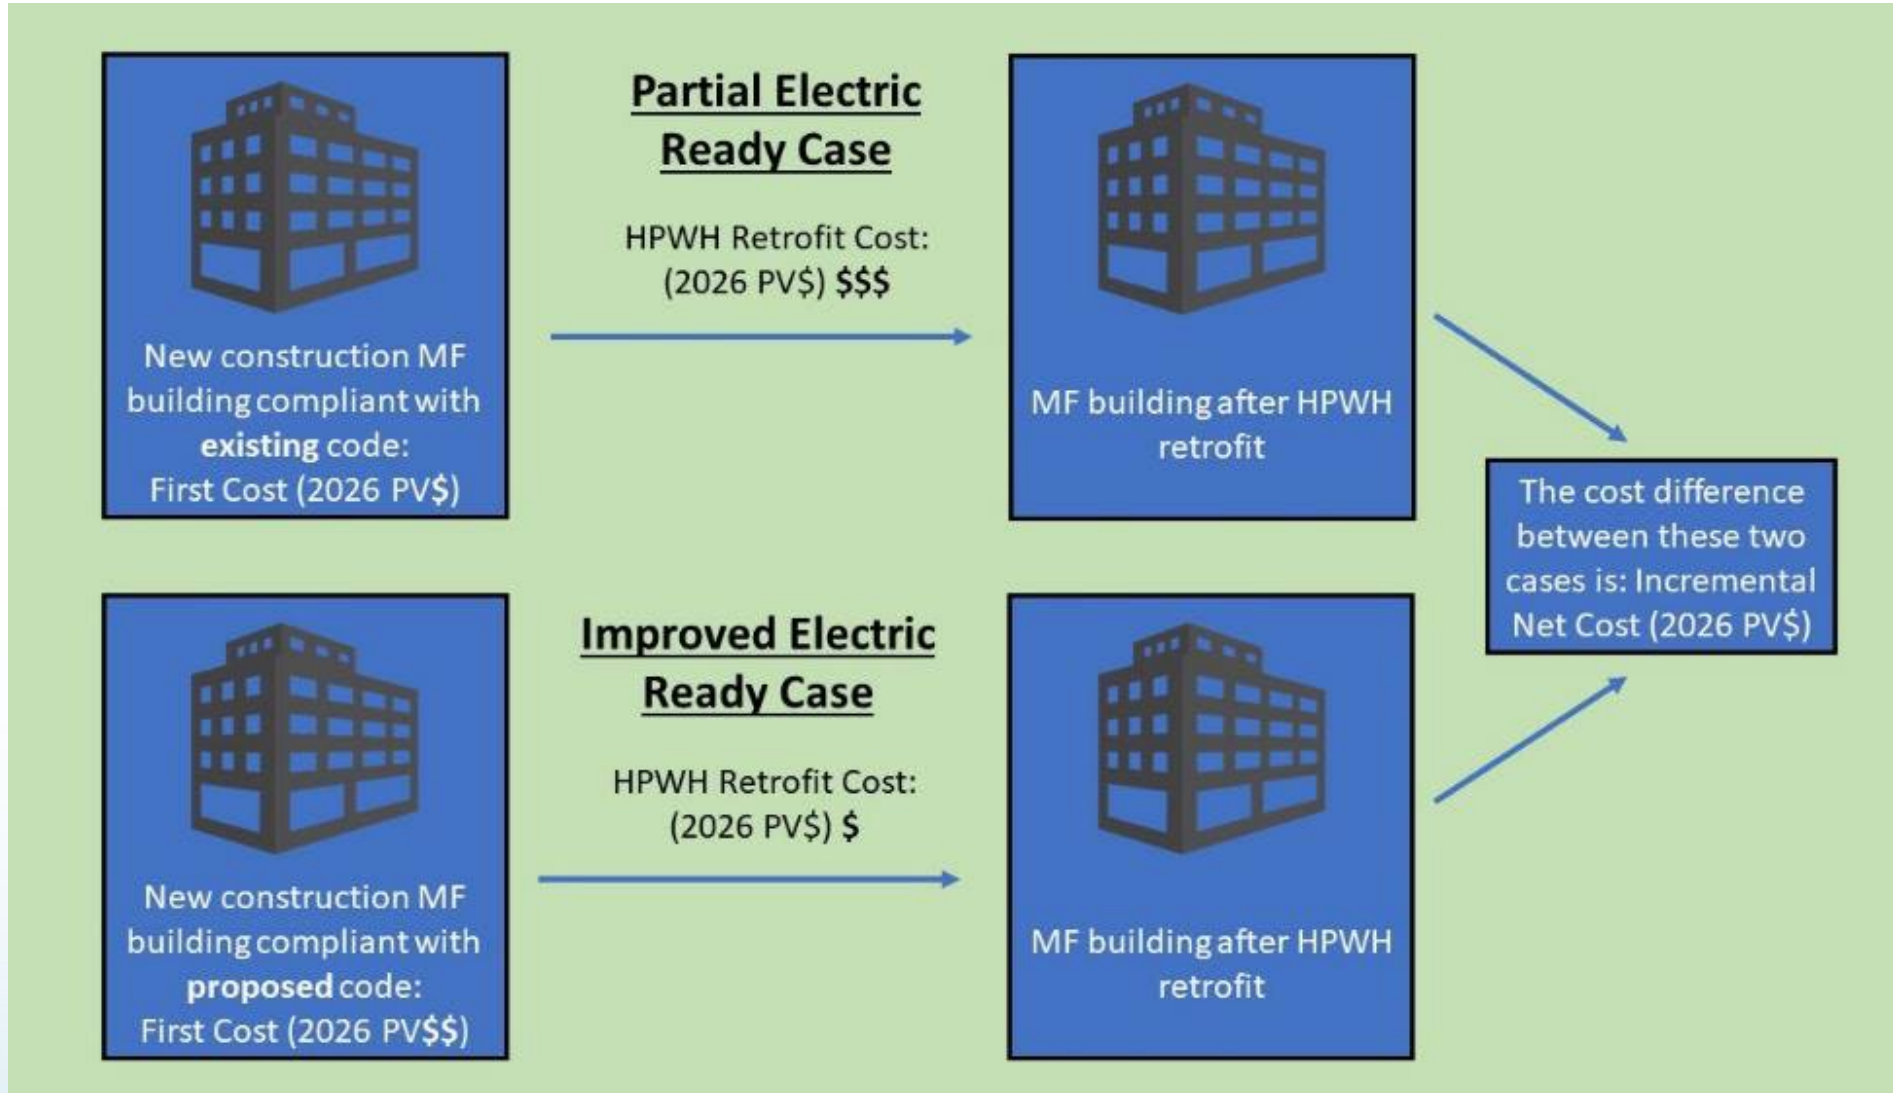 Partial Electric
Ready Case
HPWH Retrofit Cost:
(2026 PV$) $$$
New construction MF
building compliant with
existing code:
First Cost (2026 PV$)
MF building after HPWH
retrofit
Improved Electric
Ready Case
HPWH Retrofit Cost:
(2026 PV$) $
New construction MF
building compliant with
proposed code:
First Cost (2026 PV$$)
MF building after HPWH
retrofit
The cost difference
between these two
cases is: Incremental
Net Cost (2026 PV$)